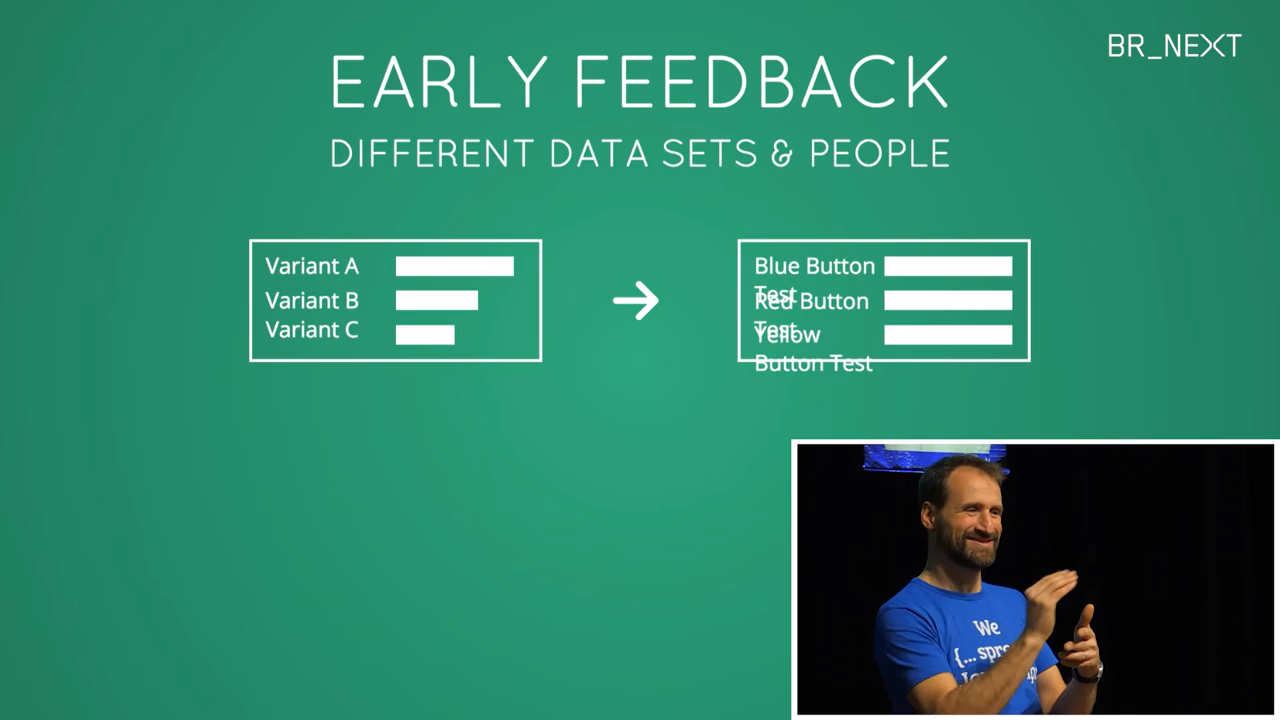 BR_NEXT
EARLY FEEDBACK
DIFFERENT DATA SETS & PEOPLE
Variant A
Variant B
Variant C
Blue Button
Test
Red Button
Test
Yellow
Button Test
We
{...